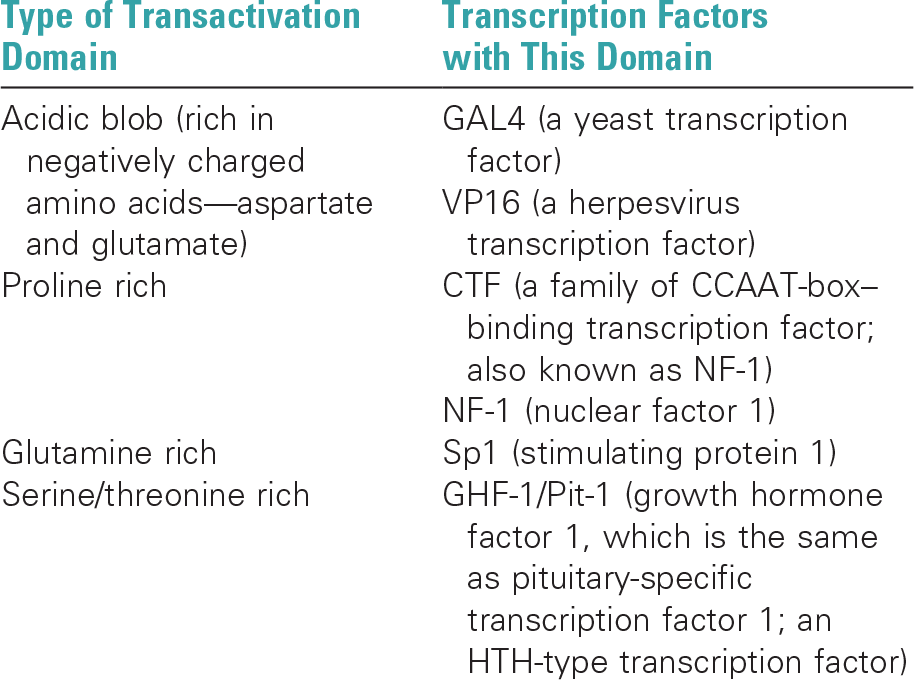 Type of Transactivation Domain
Transcription Factors with This Domain
Acidic blob (rich in
negatively charged
amino acids—aspartate
and glutamate)
GAL4 (a yeast transcription
factor)
VP16 (a herpesvirus
transcription factor)
Proline rich
CTF (a family of CCAAT-box–
binding transcription factor;
also known as NF-1)
NF-1 (nuclear factor 1)
Glutamine rich
Sp1 (stimulating protein 1)
Serine/threonine rich
GHF-1/Pit-1 (growth hormone
factor 1, which is the same
as pituitary-specific
transcription factor 1; an
HTH-type transcription factor)